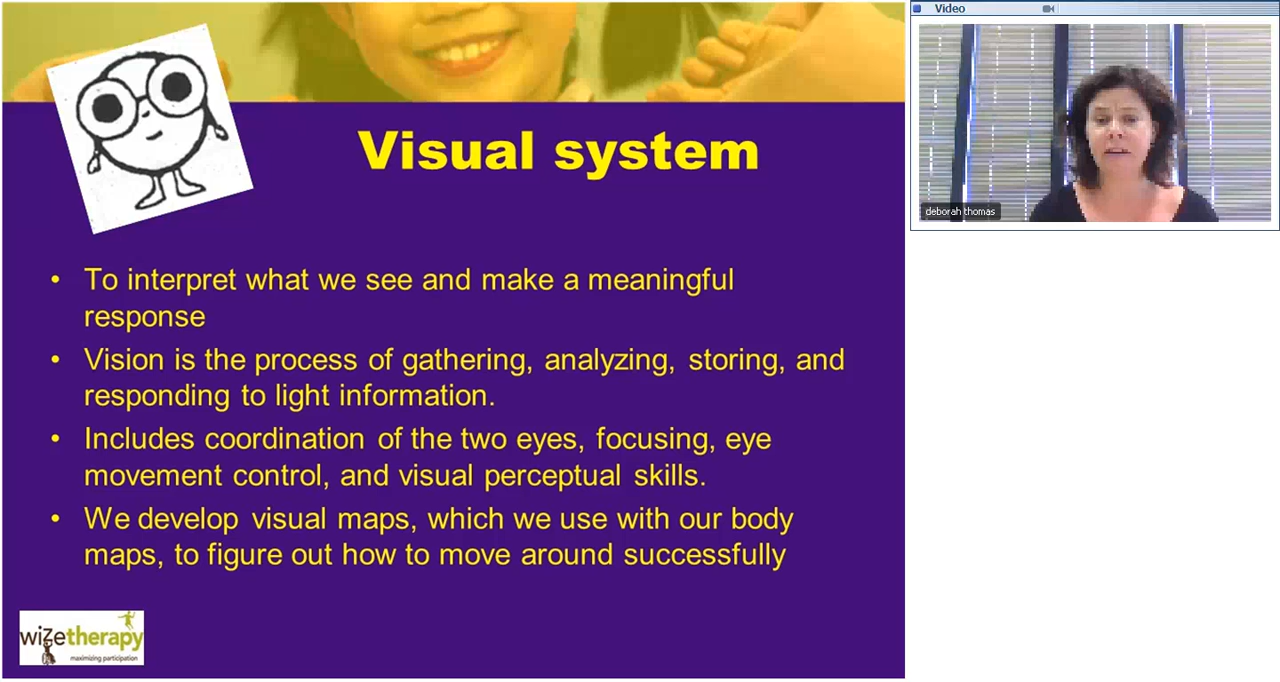 Visual system
• To interpret what we see and make a meaningful
response
• Vision is the process of gathering, analyzing, storing, and
responding to light information.
• Includes coordination of the two eyes, focusing, eye
movement control, and visual perceptual skills.
• We develop visual maps, which we use with our body
maps, to figure out how to move around successfully
wizetherapy
maximizing participation
Video
deborah thomas